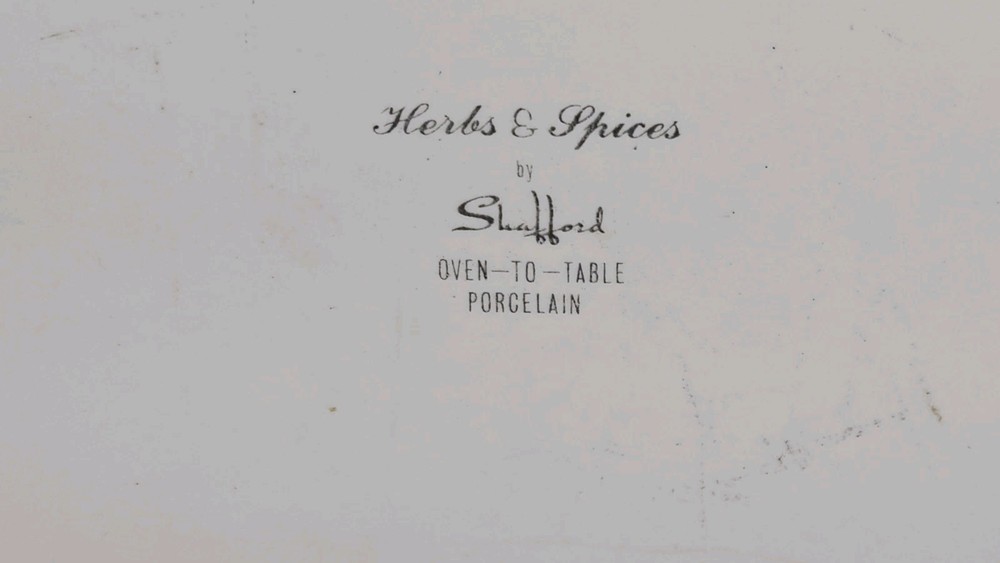 Herbs & Spices
by
Shafford
OVEN-TO-TABLE
PORCELAIN